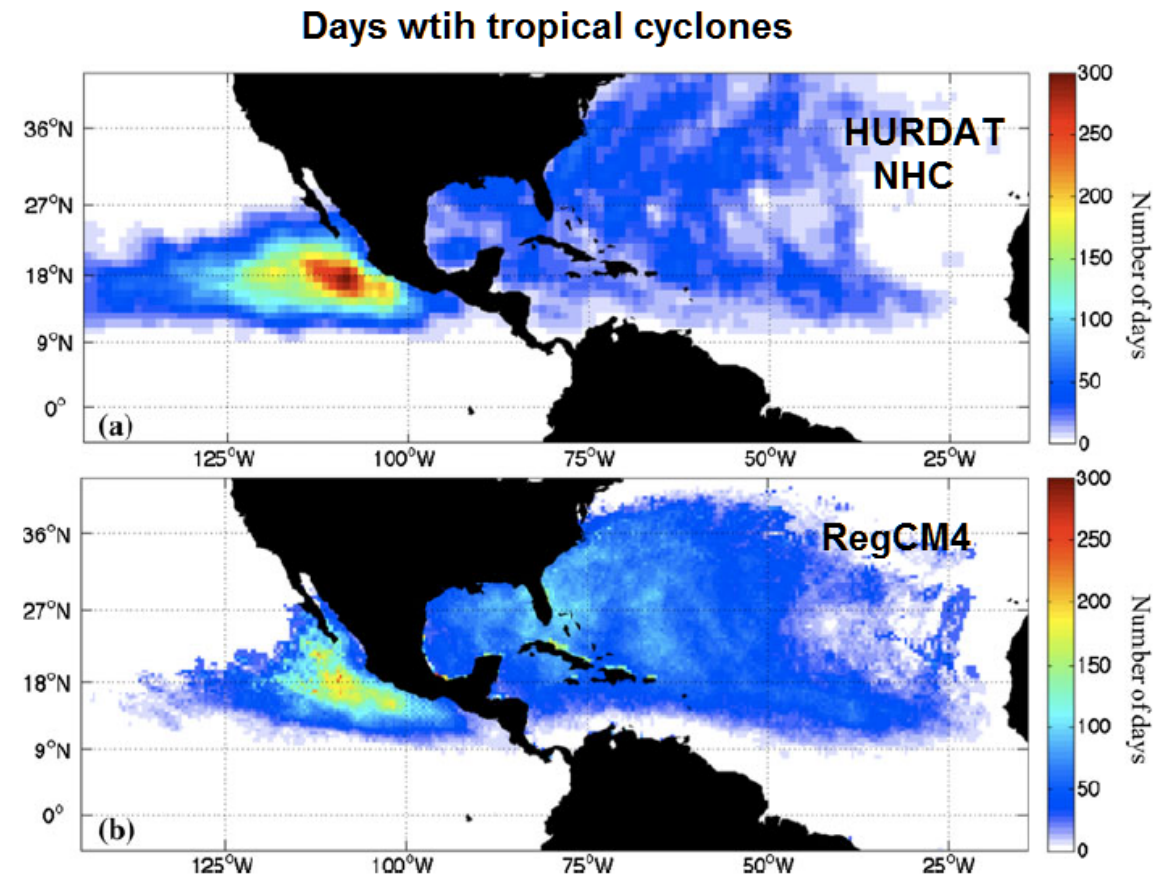 Days wtih tropical cyclones
HURDAT
NHC
36°N
27°N
18°N
9°N
0°
(a)
125°W 100°W 75°W 50°W 25°W
300
250
200
150
100
50
0
Number of days
RegCM4
36°N
27°N
18°N
9°N
0°
(b)
125°W 100°W 75°W 50°W 25°W
300
250
200
150
100
50
0
Number of days